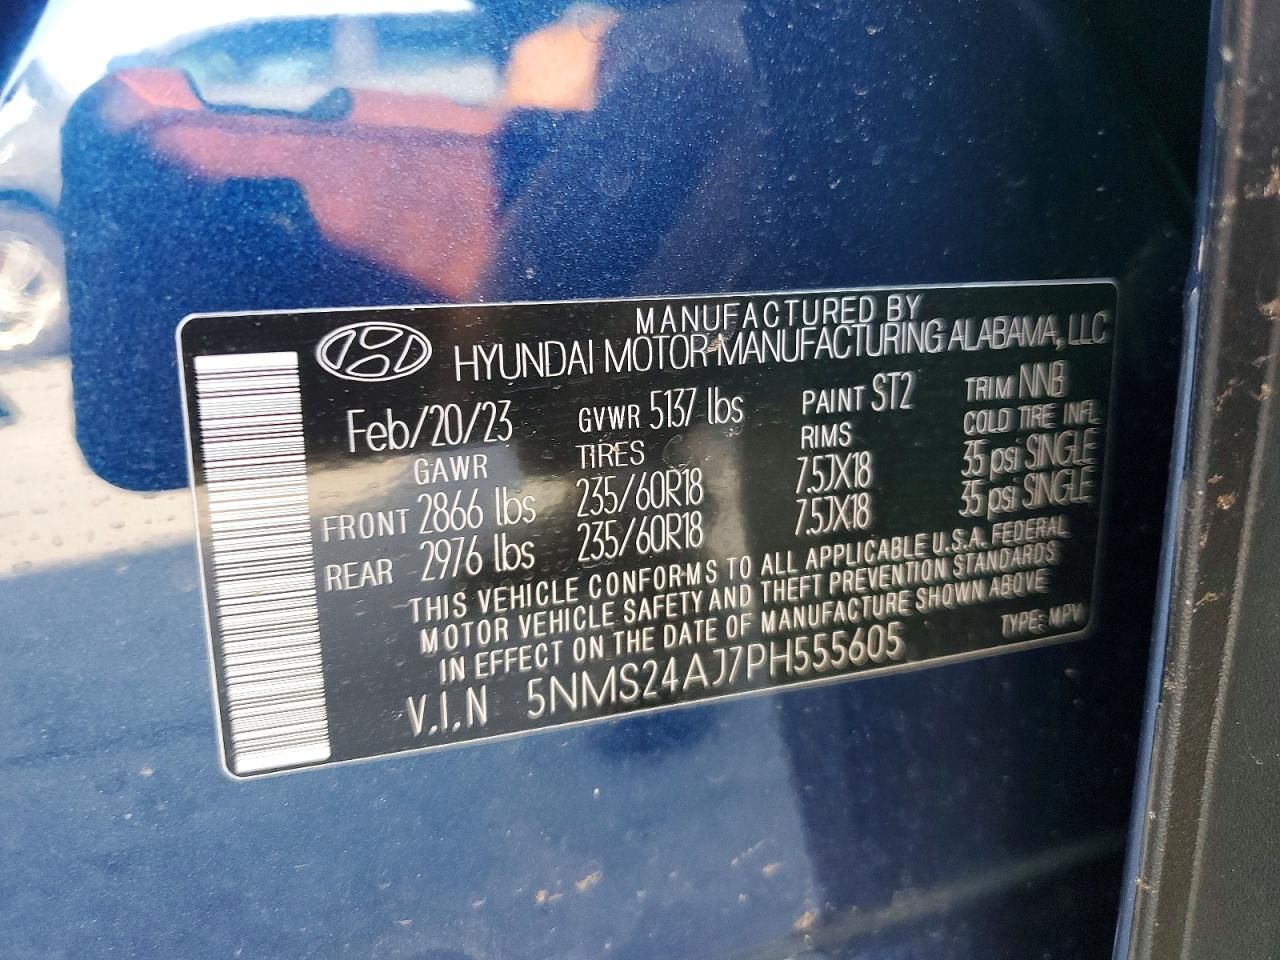 MANUFACTURED BY
HYUNDAI MOTOR MANUFACTURING ALABAMA, LLC
Feb/20/23 GVWR 5137 lbs PAINT ST2 TRIM NNB
GAWR TIRES RIMS COLD TIRE INFL
FRONT 2866 lbs 235/60R18 7.5JX18 35 psi SINGLE
REAR 2976 lbs 235/60R18 7.5JX18 35 psi SINGLE
THIS VEHICLE CONFORMS TO ALL APPLICABLE U.S.A. FEDERAL
MOTOR VEHICLE SAFETY AND THEFT PREVENTION STANDARDS
IN EFFECT ON THE DATE OF MANUFACTURE SHOWN ABOVE
V.I.N 5NMS24AJ7PH555605 TYPE: MPV